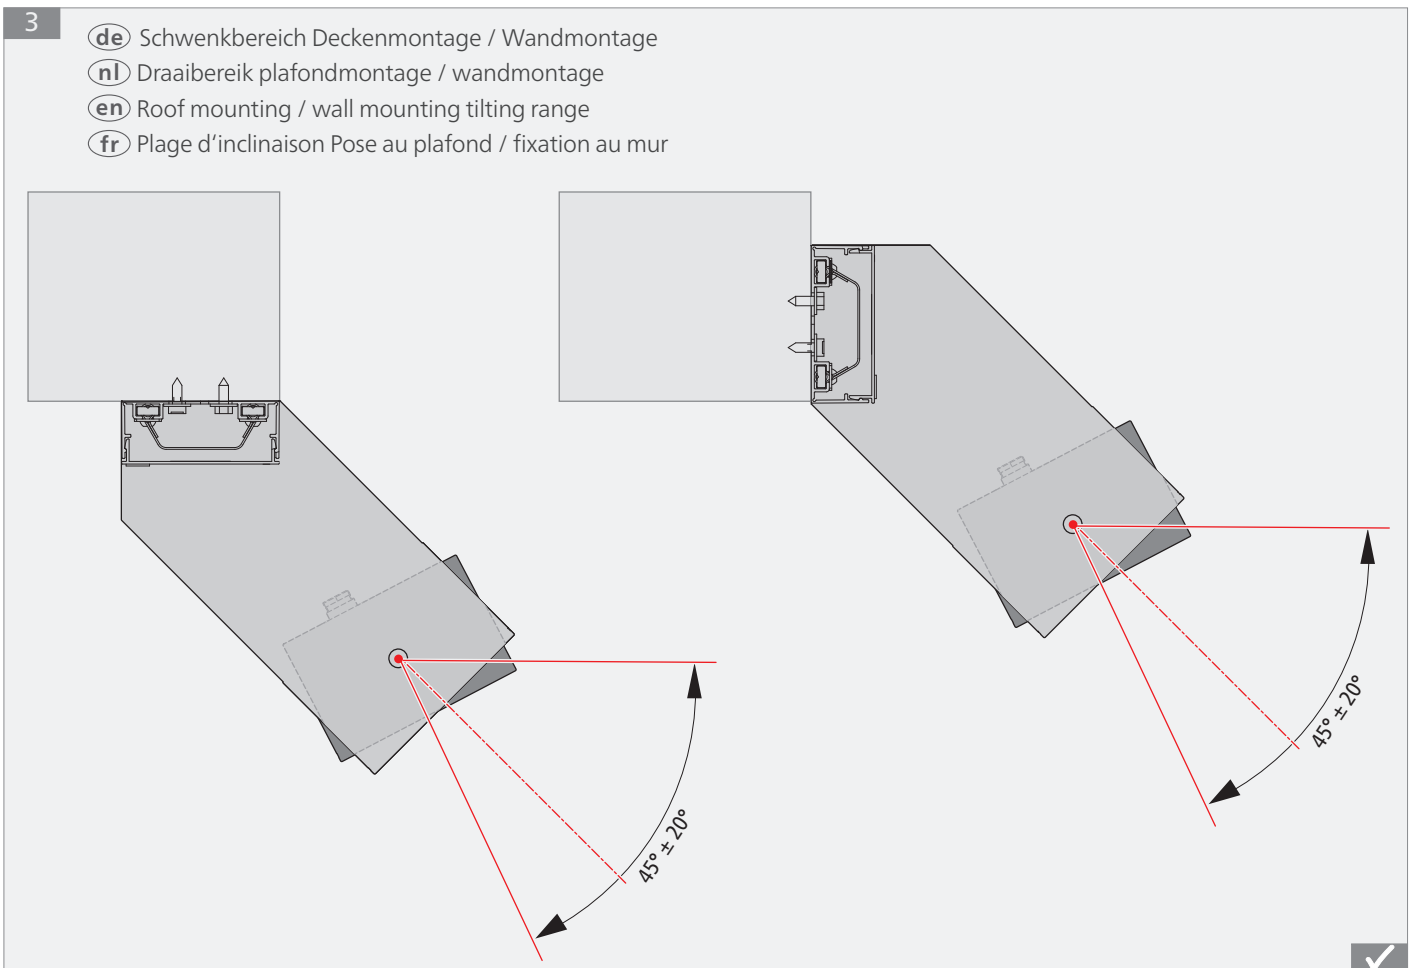 3
de Schwenkbereich Deckenmontage / Wandmontage
nl Draaibereik plafondmontage / wandmontage
en Roof mounting / wall mounting tilting range
fr Plage d‘inclinaison Pose au plafond / fixation au mur
45° ± 20°
45° ± 20°